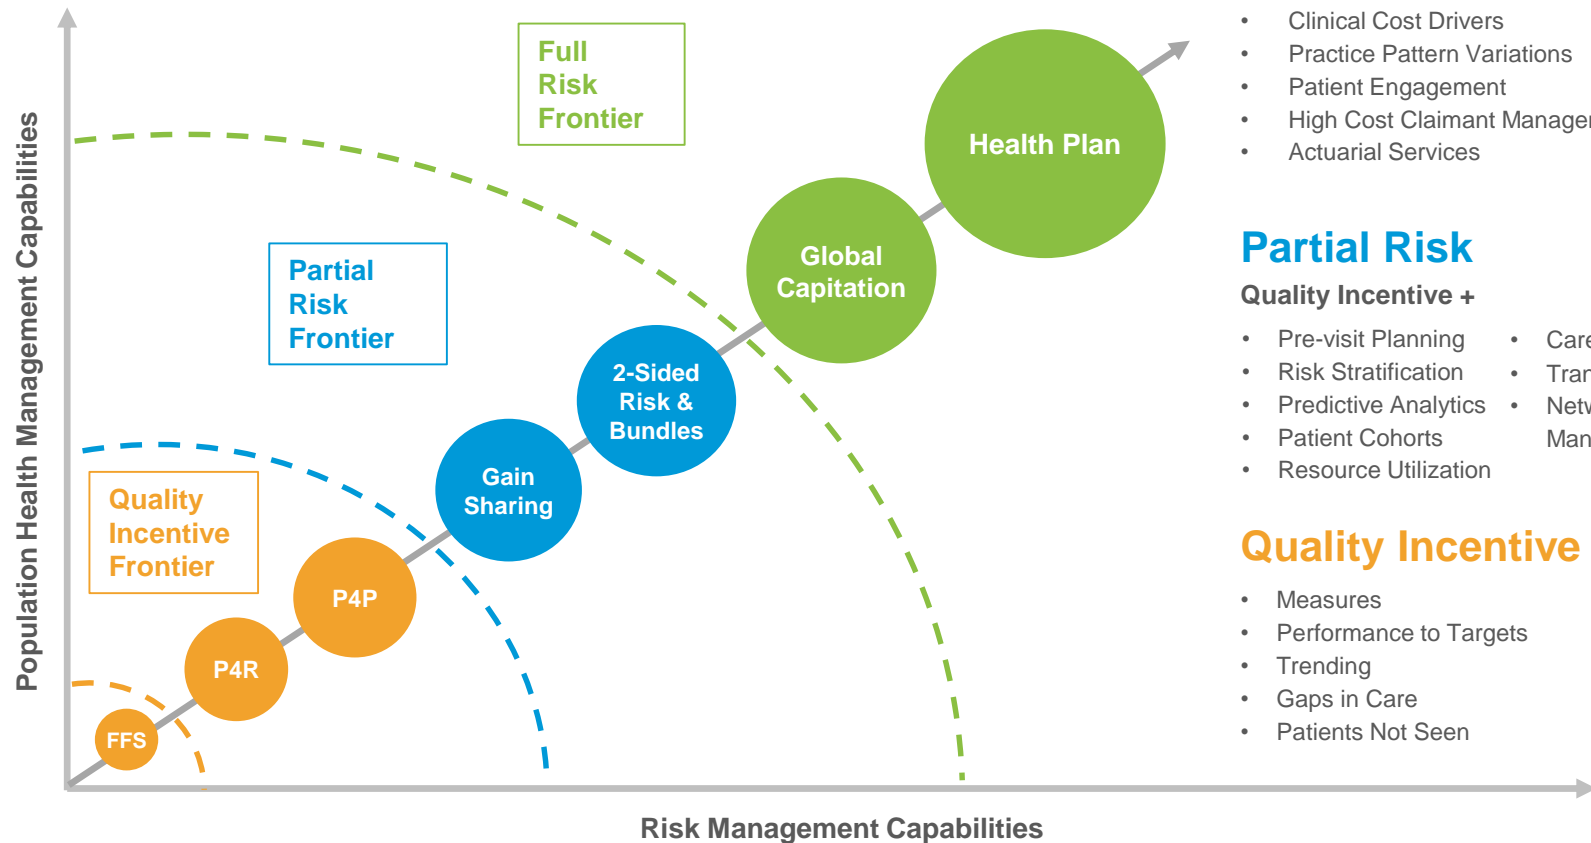 Population Health Management Capabilities
Full
Risk
Frontier
Partial
Risk
Frontier
Quality
Incentive
Frontier
FFS
P4R
P4P
Gain
Sharing
2-Sided
Risk &
Bundles
Global
Capitation
Health Plan
Risk Management Capabilities
• Clinical Cost Drivers
• Practice Pattern Variations
• Patient Engagement
• High Cost Claimant
• Actuarial Services
Partial Risk
Quality Incentive +
• Pre-visit Planning
• Risk Stratification
• Predictive Analytics
• Patient Cohorts
• Resource Utilization
Quality Incentive
• Measures
• Performance to Targets
• Trending
• Gaps in Care
• Patients Not Seen